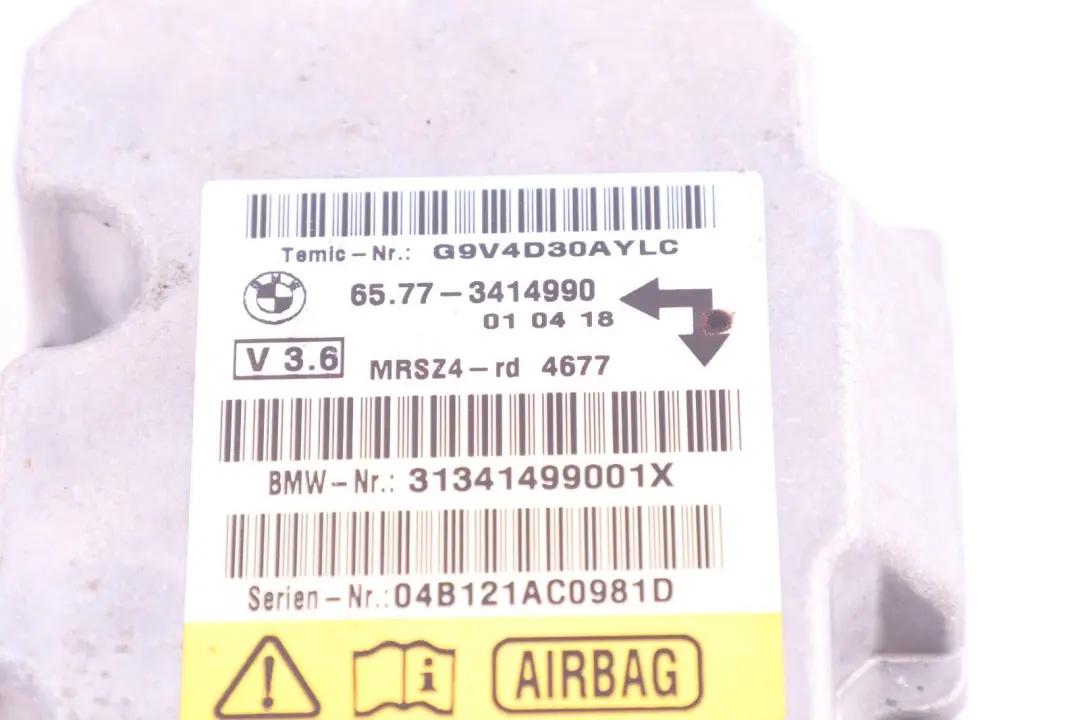 Temic-Nr.: G9V4D30AYLC
BMW
65.77-3414990
01 04 18
V 3.6
MRSZ4-rd 4677
BMW-Nr.: 31341499001X
Serien-Nr.: 04B121AC0981D
! i AIRBAG